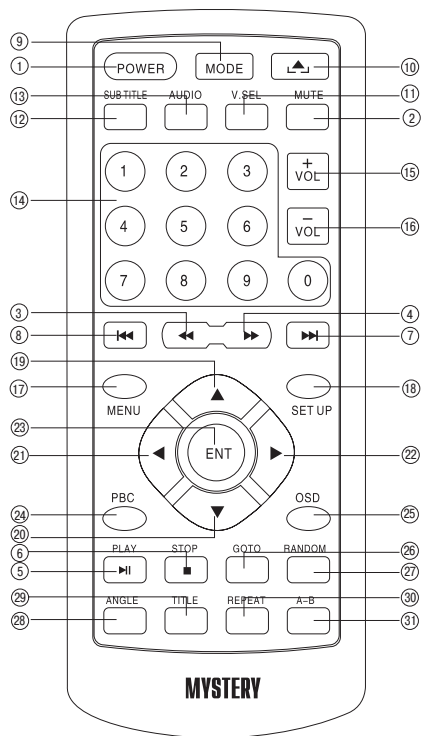 9
1 POWER MODE 10
13 SUB TITLE AUDIO V.SEL MUTE 11
12 2
1 2 3 + VOL 15
14
4 5 6 − VOL 16
7 8 9 0
3 4
8 7
19
17 MENU SET UP 18
23
21 ENT 22
24 PBC OSD 25
20
6 PLAY STOP GOTO RANDOM 26
5 27
29 ANGLE TITLE REPEAT A-B 30
28 31
MYSTERY